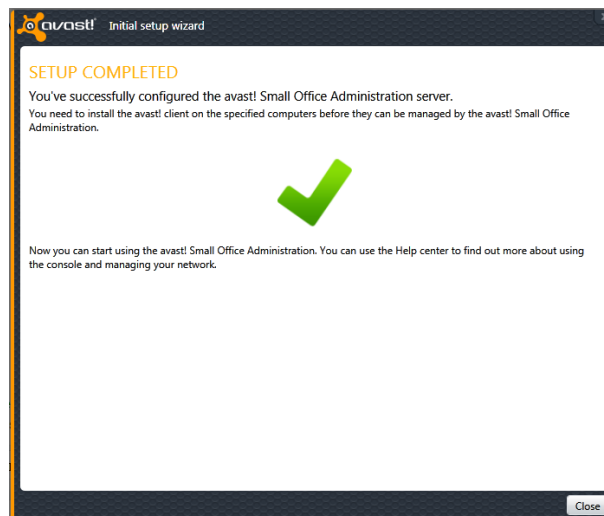 avast! Initial setup wizard
SETUP COMPLETED
You've successfully configured the avast! Small Office Administration server.
You need to install the avast! client on the specified computers before they can be managed by the avast! Small Office
Administration.
Now you can start using the avast! Small Office Administration. You can use the Help center to find out more about using
the console and managing your network.
Close